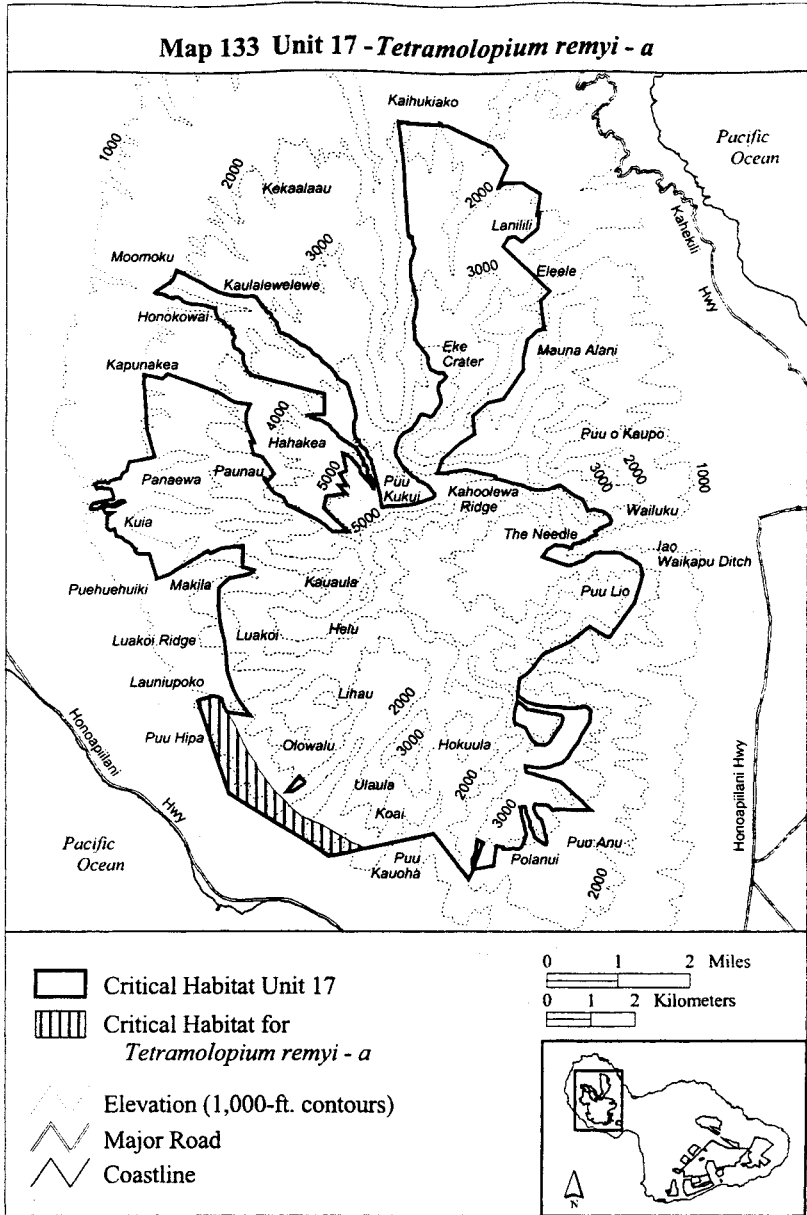 Map 133 Unit 17 - Tetramolopium remyi - a
Kaihukiako
Pacific
Ocean
1000
2000
Kekaalaau
2000
Lanilili
Kahekili
Hwy
3000
3000
Eleele
Moomoku
Kaulalewelewe
Honokowai
Eke
Crater
Mauna Alani
Kapunakea
4000
Hahakea
Puu o Kaupo
3000
2000
1000
Panaewa
Paunau
5000
Puu
Kukui
Kahoolewa
Ridge
Wailuku
Kuia
5000
The Needle
Iao
Waikapu Ditch
Puehuehuiki
Makila
Kauaula
Puu Lio
Luakoi Ridge
Luakoi
Helu
Launiupoko
Lihau
2000
Puu Hipa
Olowalu
3000
Hokuula
Honoapiilani
Hwy
Ulaula
2000
Koai
3000
Honoapiilani Hwy
Pacific
Ocean
Puu
Kauoha
Polanui
Puu Anu
2000
Critical Habitat Unit 17
Critical Habitat for
Tetramolopium remyi - a
Elevation (1,000-ft. contours)
Major Road
Coastline
0 1 2 Miles
0 1 2 Kilometers
N